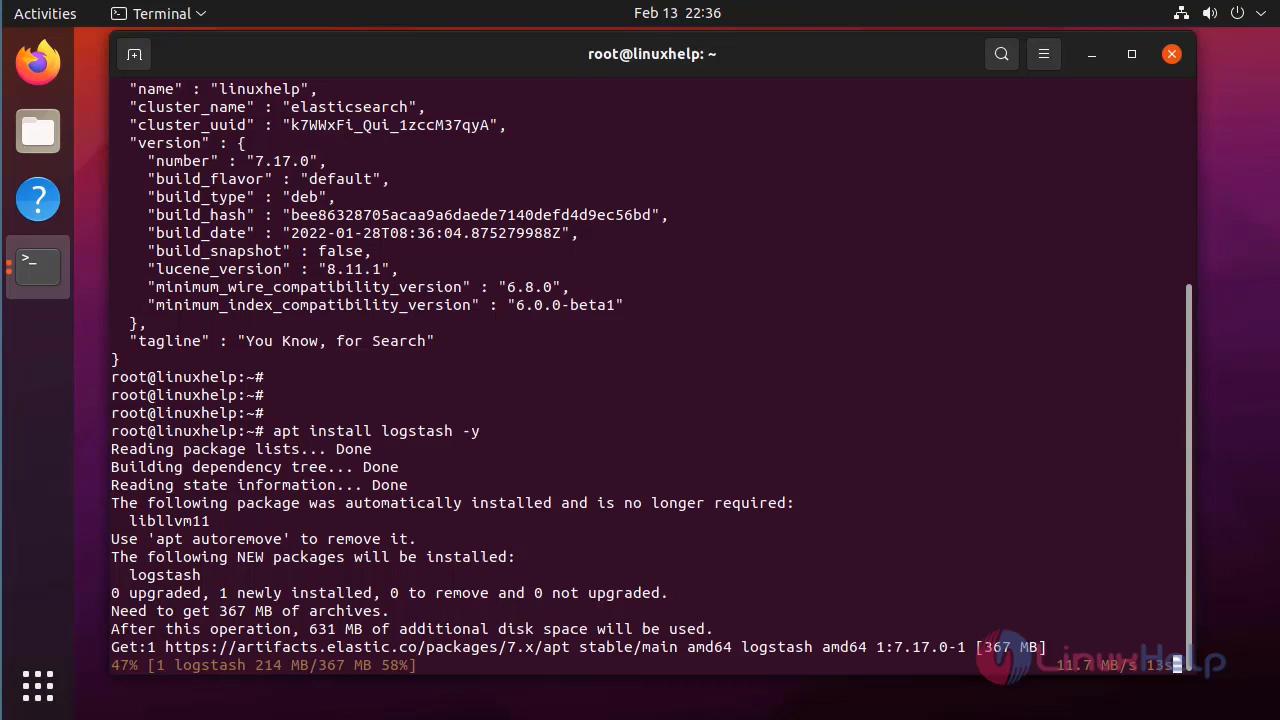 Activities Terminal Feb 13 22:36
root@linuxhelp: ~
"name" : "linuxhelp",
"cluster_name" : "elasticsearch",
"cluster_uuid" : "k7WWxFi_Qui_1zccM37qyA",
"version" : {
"number" : "7.17.0",
"build_flavor" : "default",
"build_type" : "deb",
"build_hash" : "bee86328705acaa9a6daede7140defd4d9ec56bd",
"build_date" : "2022-01-28T08:36:04.875279988Z",
"build_snapshot" : false,
"lucene_version" : "8.11.1",
"minimum_wire_compatibility_version" : "6.8.0",
"minimum_index_compatibility_version" : "6.0.0-beta1"
},
"tagline" : "You Know, for Search"
}
root@linuxhelp:~#
root@linuxhelp:~#
root@linuxhelp:~#
root@linuxhelp:~# apt install logstash -y
Reading package lists... Done
Building dependency tree... Done
Reading state information... Done
The following package was automatically installed and is no longer required:
libllvm11
Use 'apt autoremove' to remove it.
The following NEW packages will be installed:
logstash
0 upgraded, 1 newly installed, 0 to remove and 0 not upgraded.
Need to get 367 MB of archives.
After this operation, 631 MB of additional disk space will be used.
Get:1 https://artifacts.elastic.co/packages/7.x/apt stable/main amd64 logstash amd64 1:7.17.0-1 [367 MB]
47% [1 logstash 214 MB/367 MB 58%] 11.7 MB/s 13s
LinuxHelp